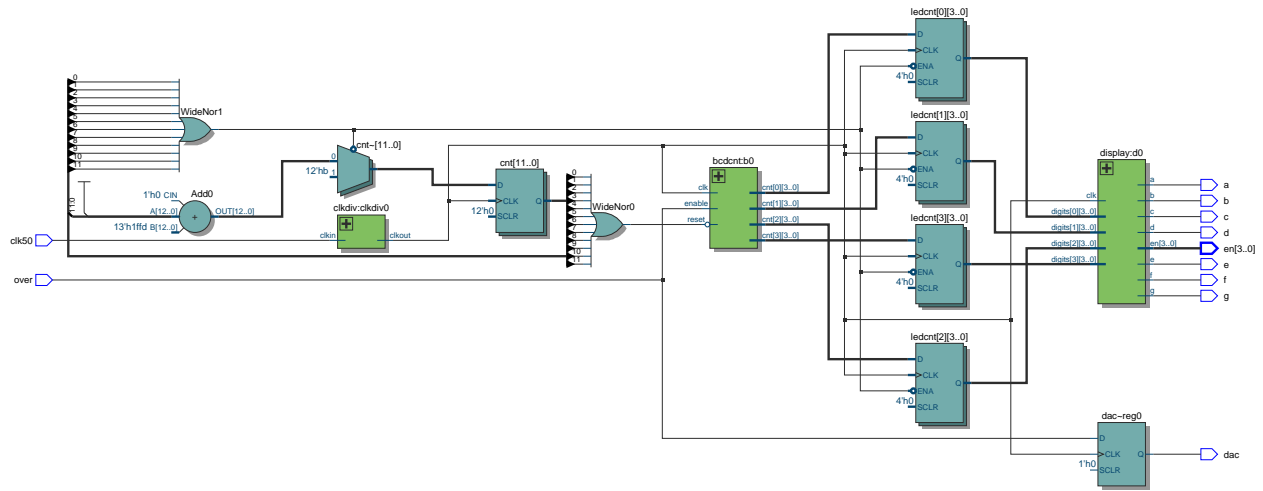 ledcnt[0][3..0]
D
CLK
ENA
4'h0
SCLR
Q
0
1
2
3
4
5
6
7
8
9
10
11
WideNor1
cnt~[11..0]
0
12'hb
1
ledcnt[1][3..0]
D
CLK
ENA
4'h0
SCLR
Q
cnt[11..0]
D
CLK
12'h0
SCLR
Q
0
1
2
3
4
5
6
7
8
9
10
11
WideNor0
bcdcnt:b0
clk
enable
reset
cnt[0][3..0]
cnt[1][3..0]
cnt[2][3..0]
cnt[3][3..0]
display:d0
clk
digits[0][3..0]
digits[1][3..0]
digits[2][3..0]
digits[3][3..0]
a
b
c
d
en[3..0]
e
f
g
a
b
c
d
en[3..0]
e
f
g
Add0
1'h0 CIN
A[12..0]
13'h1ffd B[12..0]
OUT[12..0]
+
clkdiv:clkdiv0
clkin
clkout
clk50
over
ledcnt[3][3..0]
D
CLK
ENA
4'h0
SCLR
Q
ledcnt[2][3..0]
D
CLK
ENA
4'h0
SCLR
Q
dac~reg0
D
CLK
1'h0
SCLR
Q
dac